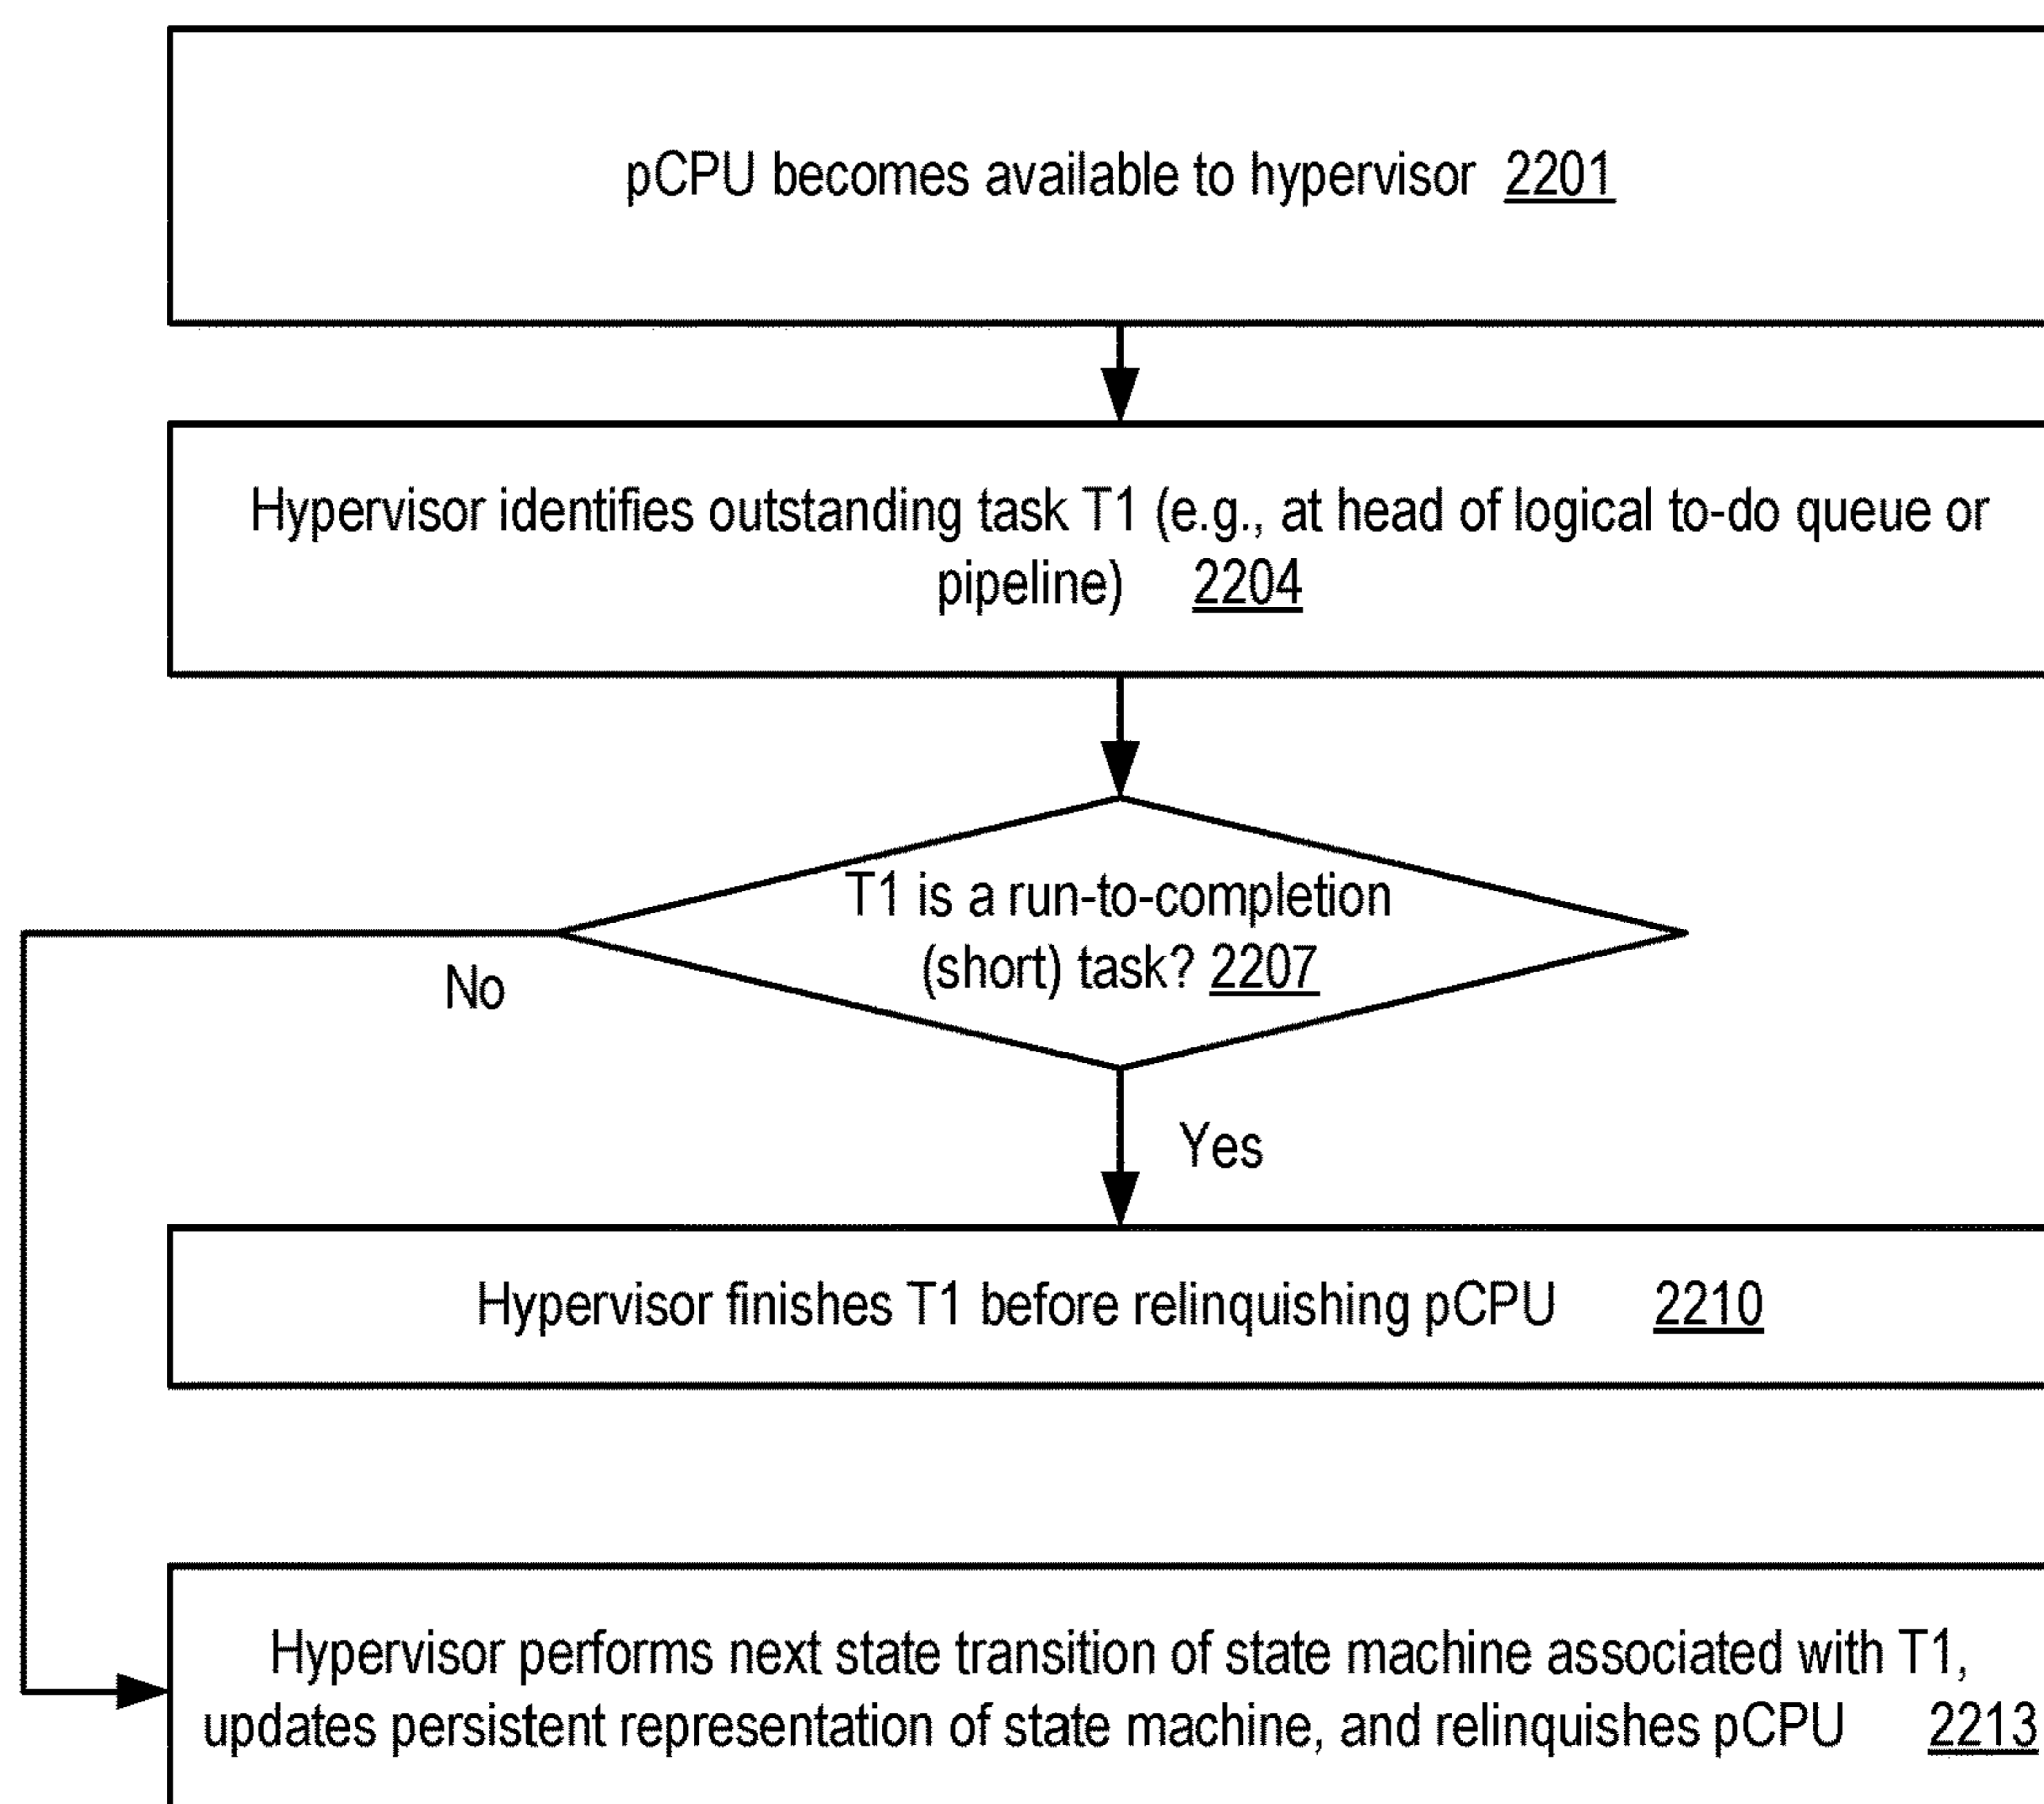 pCPU becomes available to hypervisor 2201
Hypervisor identifies outstanding task T1 (e.g., at head of logical to-do queue or
pipeline) 2204
T1 is a run-to-completion
(short) task? 2207
No
Yes
Hypervisor finishes T1 before relinquishing pCPU 2210
Hypervisor performs next state transition of state machine associated with T1,
updates persistent representation of state machine, and relinquishes pCPU 2213